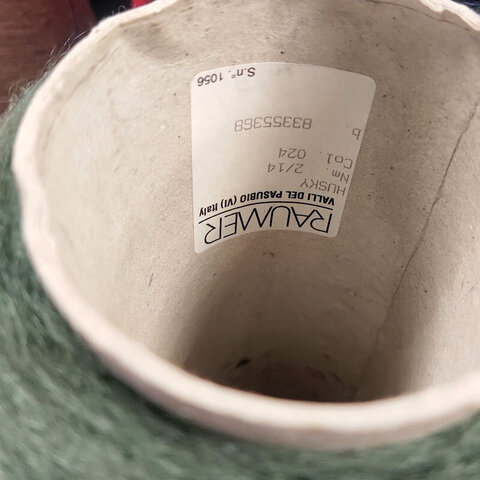 RAUMER
VALLI DEL PASUBIO (VI) Italy
HUSKY
Nm. 2/14
Col. 024
b. 83355368
S.n°. 1056